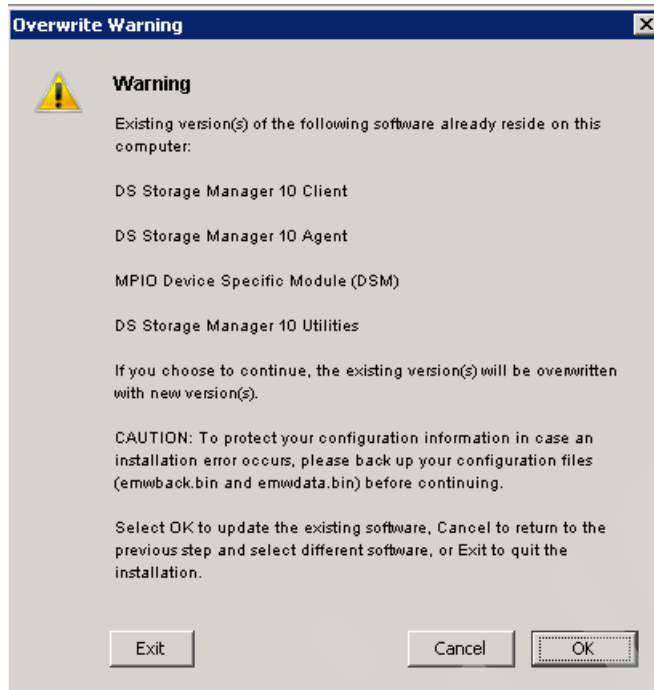 Overwrite Warning
Warning
Existing version(s) of the following software already reside on this
computer:
DS Storage Manager 10 Client
DS Storage Manager 10 Agent
MPIO Device Specific Module (DSM)
DS Storage Manager 10 Utilities
If you choose to continue, the existing version(s) will be overwritten
with new version(s).
CAUTION: To protect your configuration information in case an
installation error occurs, please back up your configuration files
(emwback.bin and emwdata.bin) before continuing.
Select OK to update the existing software, Cancel to return to the
previous step and select different software, or Exit to quit the
installation.
Exit Cancel OK